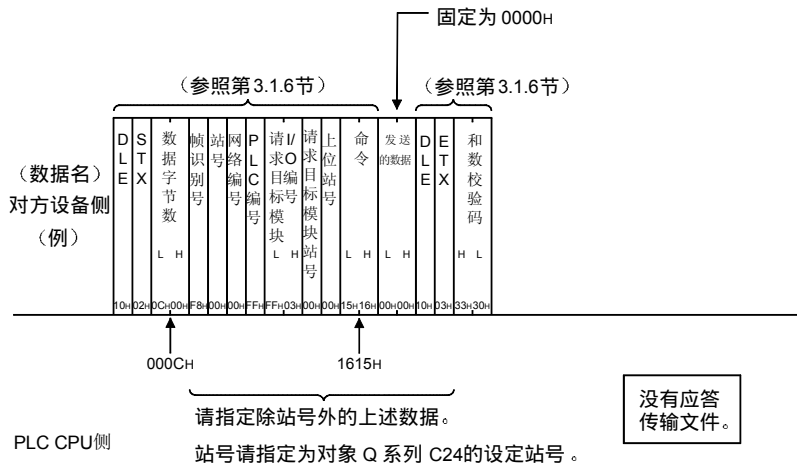 固定为 0000H
（参照第3.1.6节）
（参照第3.1.6节）
（数据名）
对方设备侧
（例）
DLE
STX
数据字节数
L H
帧识别号
站号
网络编号
PLC编号
请求目标模块I/O编号
L H
请求目标模块站号
上位站号
命令
L H
发送的数据
L H
DLE
ETX
和数校验码
H L
10H 02H 0CH 00H F8H 00H 00H FFH FFH 03H 00H 00H 15H 16H 00H 00H 10H 03H 33H 30H
000CH
1615H
请指定除站号外的上述数据。
站号请指定为对象 Q 系列 C24的设定站号 。
没有应答
传输文件。
PLC CPU侧